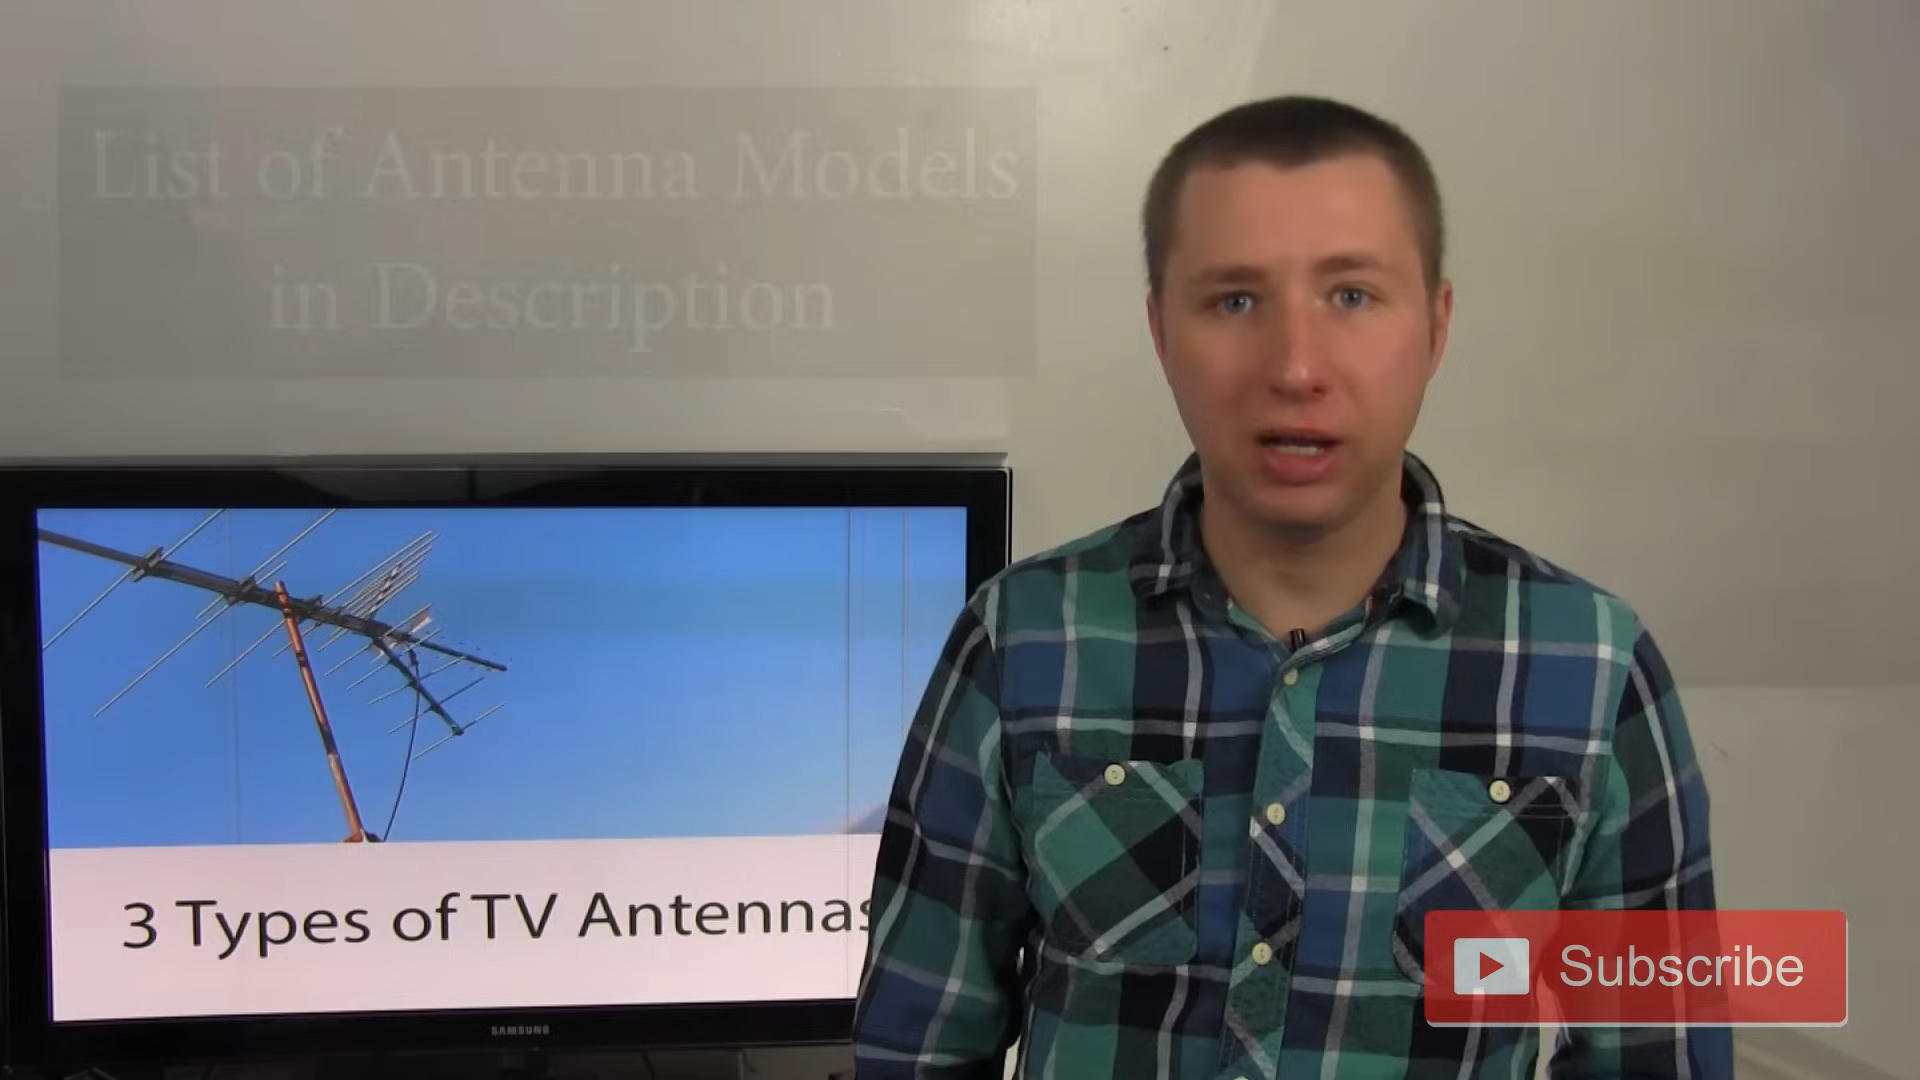 List of Antenna Models
in Description
3 Types of TV Antennas
SAMSUNG
Subscribe